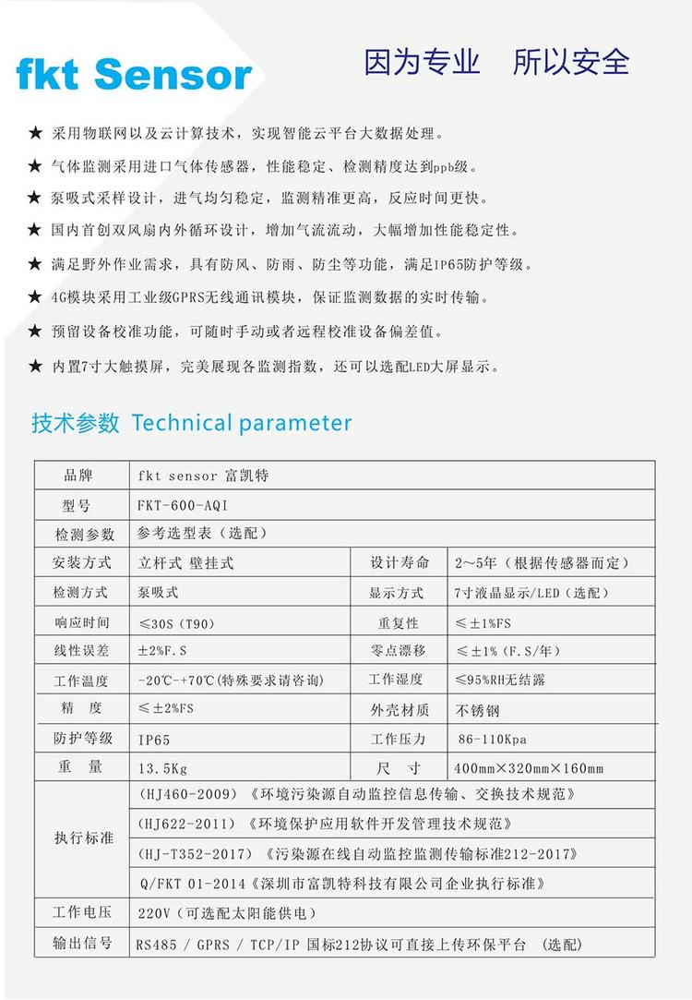 fkt Sensor
因为专业 所以安全
★ 采用物联网以及云计算技术，实现智能云平台大数据处理。
★ 气体监测采用进口气体传感器，性能稳定、检测精度达到ppb级。
★ 泵吸式采样设计，进气均匀稳定，监测精准更高，反应时间更快。
★ 国内首创双风扇内外循环设计，增加气流流动，大幅增加性能稳定性。
★ 满足野外作业需求，具有防风、防雨、防尘等功能，满足IP65防护等级。
★ 4G模块采用工业级GPRS无线通讯模块，保证监测数据的实时传输。
★ 预留设备校准功能，可随时手动或者远程校准设备偏差值。
★ 内置7寸大触摸屏，完美展现各监测指数，还可以选配LED大屏显示。
技术参数 Technical parameter
品牌 fkt sensor 富凯特
型号 FKT-600-AQI
检测参数 参考选型表（选配）
安装方式 立杆式 壁挂式 设计寿命 2～5年（根据传感器而定）
检测方式 泵吸式 显示方式 7寸液晶显示/LED（选配）
响应时间 ≤30S（T90） 重复性 ≤±1%FS
线性误差 ±2%F.S 零点漂移 ≤±1%（F.S/年）
工作温度 -20℃-+70℃(特殊要求请咨询) 工作湿度 ≤95%RH无结露
精 度 ≤±2%FS 外壳材质 不锈钢
防护等级 IP65 工作压力 86-110Kpa
重 量 13.5Kg 尺 寸 400mm×320mm×160mm
执行标准 （HJ460-2009）《环境污染源自动监控信息传输、交换技术规范》
（HJ622-2011）《环境保护应用软件开发管理技术规范》
（HJ-T352-2017）《污染源在线自动监控监测传输标准212-2017》
Q/FKT 01-2014《深圳市富凯特科技有限公司企业执行标准》
工作电压 220V（可选配太阳能供电）
输出信号 RS485 / GPRS / TCP/IP 国标212协议可直接上传环保平台 （选配）